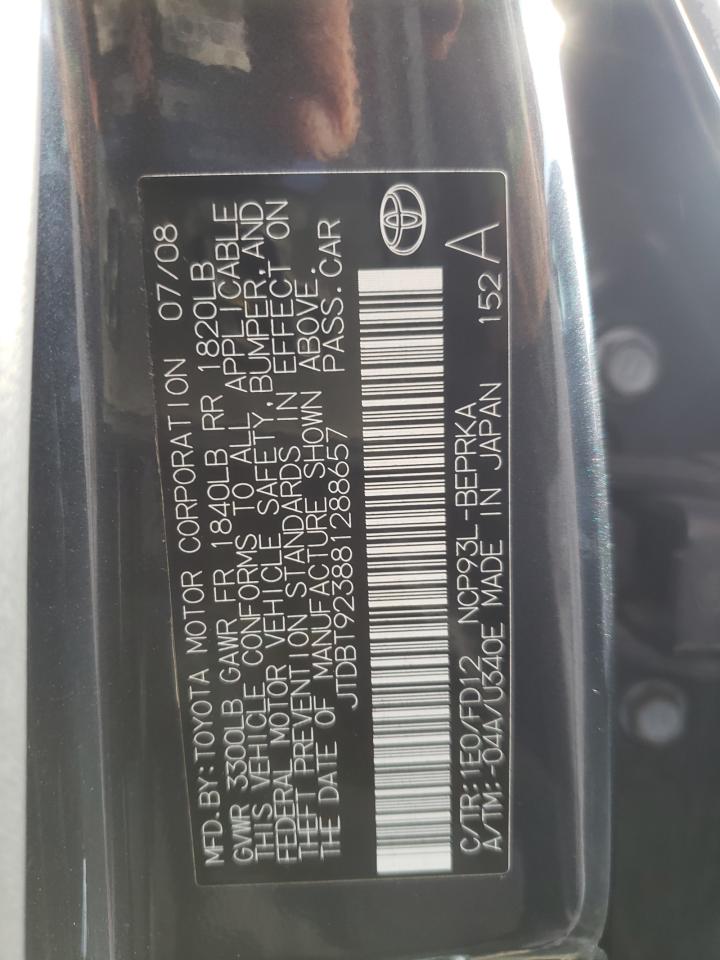 MFD. BY: TOYOTA MOTOR CORPORATION 07/08
GVWR 3300LB GAWR FR 1840LB RR 1820LB
THIS VEHICLE CONFORMS TO ALL APPLICABLE
FEDERAL MOTOR VEHICLE SAFETY, BUMPER, AND
THEFT PREVENTION STANDARDS IN EFFECT ON
THE DATE OF MANUFACTURE SHOWN ABOVE.
JTDBT923881288657 PASS. CAR
C/TR: 1E0/FD12 NCP93L-BEPRKA 152 A
A/TM: -04A/U340E MADE IN JAPAN